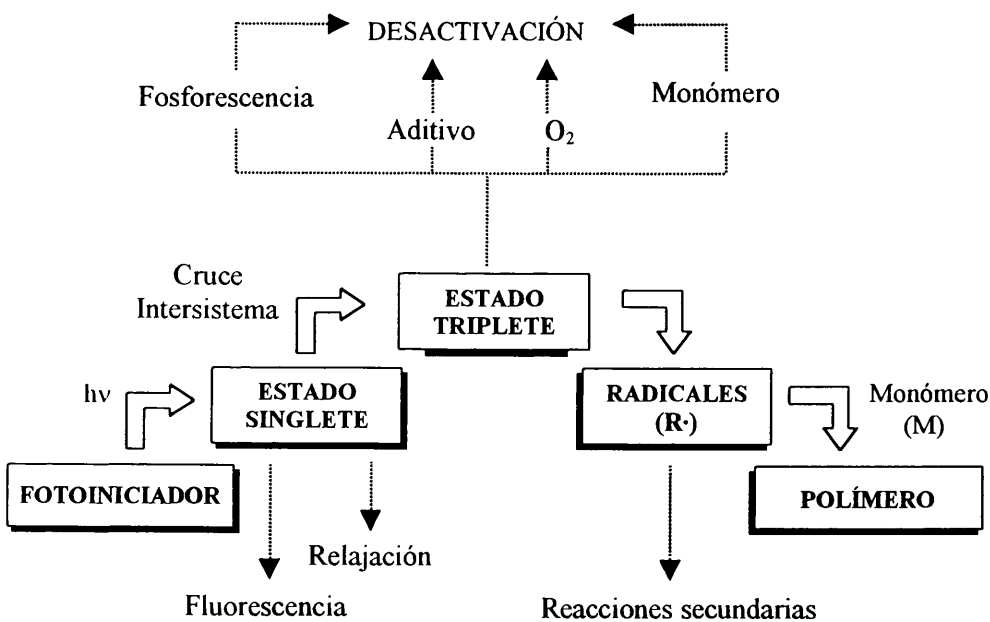 DESACTIVACIÓN
Fosforescencia
Monómero
Aditivo
O₂
Cruce
Intersistema
ESTADO
TRIPLETE
hν
ESTADO
SINGLETE
RADICALES
(R·)
Monómero
(M)
FOTOINICIADOR
POLÍMERO
Relajación
Fluorescencia
Reacciones secundarias